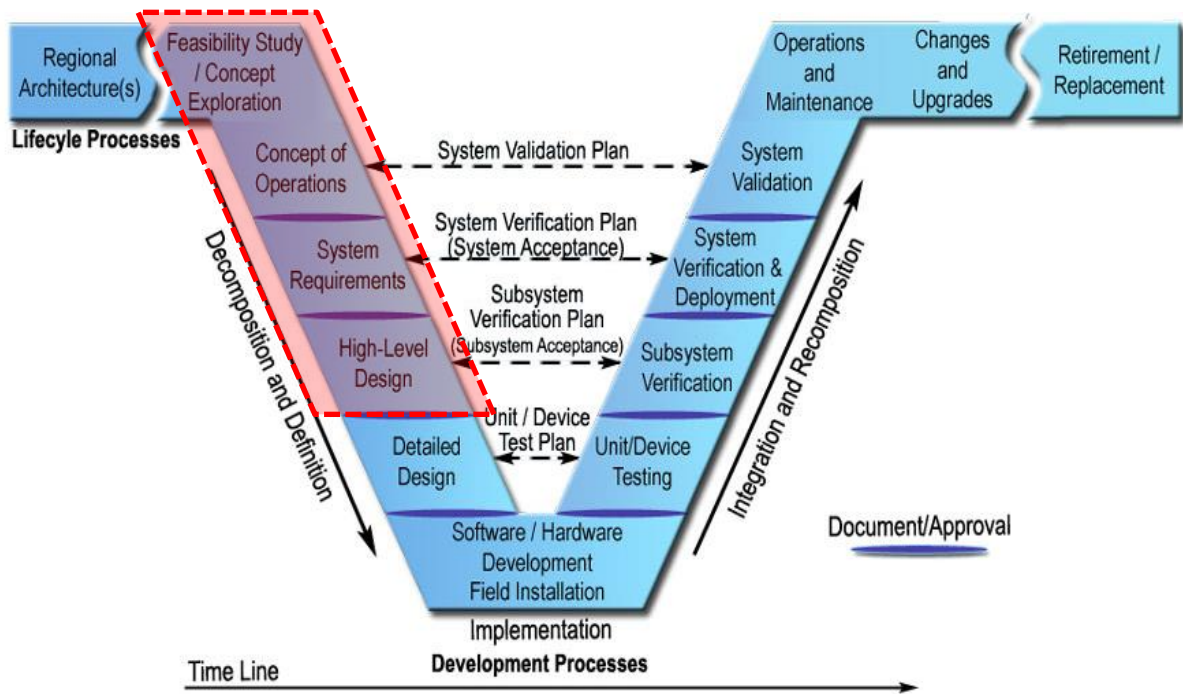 Regional
Architecture(s)
Feasibility Study
/ Concept
Exploration
Operations
and
Maintenance
Changes
and
Upgrades
Retirement /
Replacement
Lifecyle Processes
Concept of
Operations
System Validation Plan
System
Validation
System
Requirements
System Verification Plan
(System Acceptance)
System
Verification &
Deployment
High-Level
Design
Subsystem
Verification Plan
(Subsystem Acceptance)
Subsystem
Verification
Detailed
Design
Unit / Device
Test Plan
Unit/Device
Testing
Decomposition and Definition
Integration and Recomposition
Software / Hardware
Development
Field Installation
Document/Approval
Implementation
Development Processes
Time Line